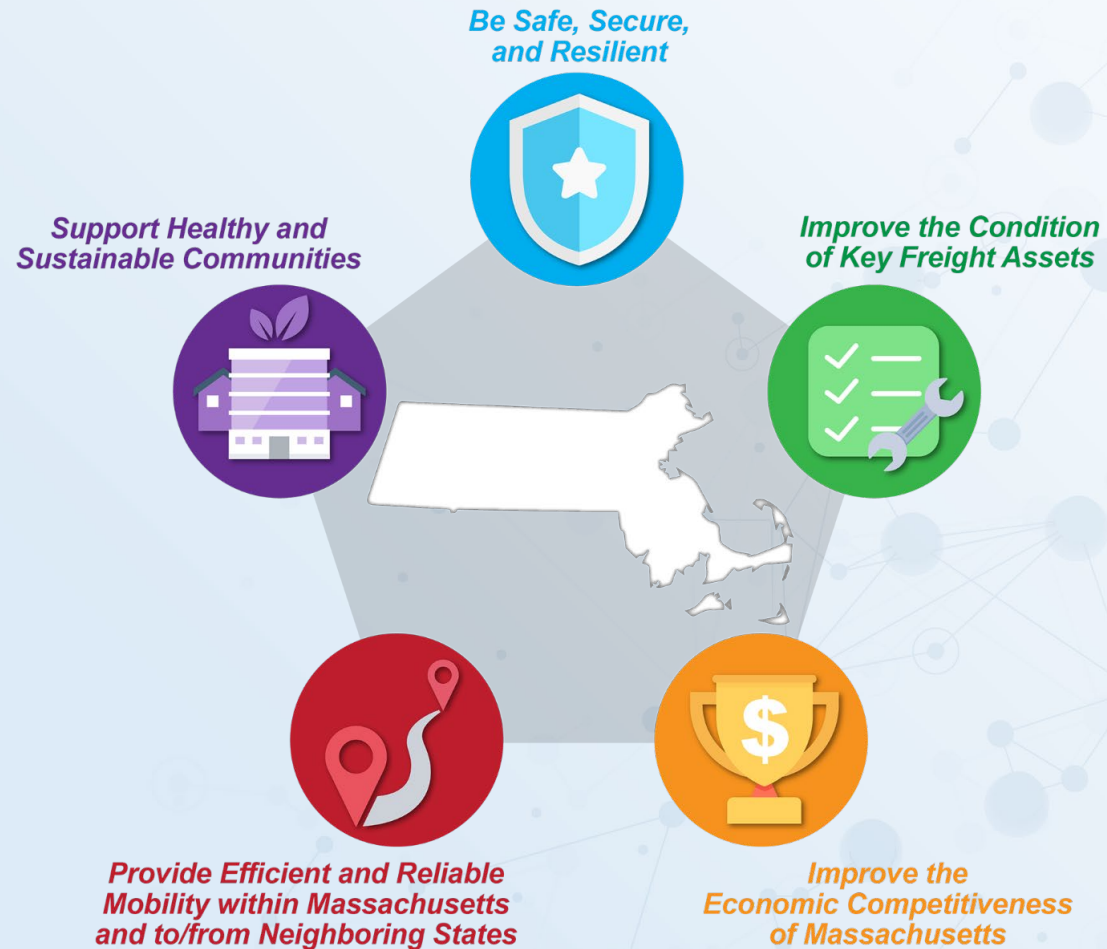 Be Safe, Secure,
and Resilient
Support Healthy and
Sustainable Communities
Improve the Condition
of Key Freight Assets
$
Provide Efficient and Reliable
Mobility within Massachusetts
and to/from Neighboring States
Improve the
Economic Competitiveness
of Massachusetts